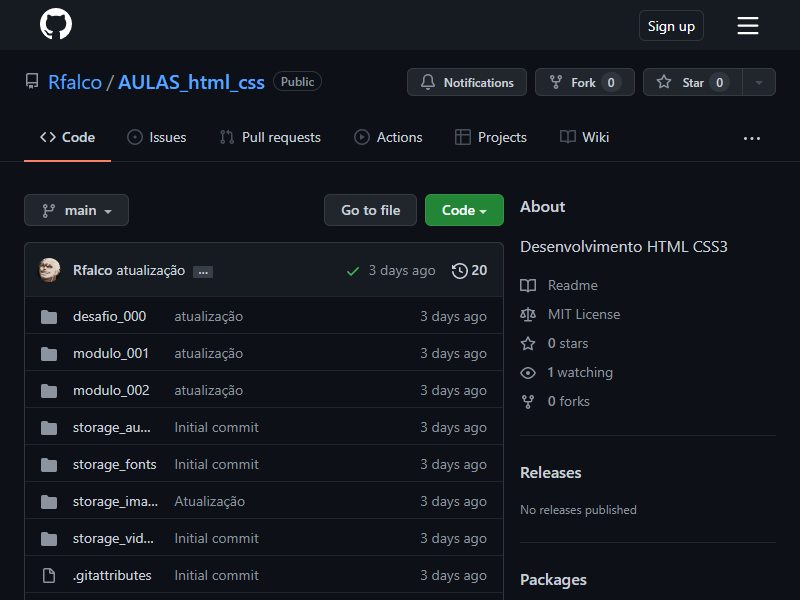 Sign up
Rfalco / AULAS_html_css Public
Notifications Fork 0 Star 0
Code Issues Pull requests Actions Projects Wiki ...
main Go to file Code
Rfalco atualização ... 3 days ago 20
desafio_000 atualização 3 days ago
modulo_001 atualização 3 days ago
modulo_002 atualização 3 days ago
storage_au... Initial commit 3 days ago
storage_fonts Initial commit 3 days ago
storage_ima... Atualização 3 days ago
storage_vid... Initial commit 3 days ago
.gitattributes Initial commit 3 days ago
About
Desenvolvimento HTML CSS3
Readme
MIT License
0 stars
1 watching
0 forks
Releases
No releases published
Packages